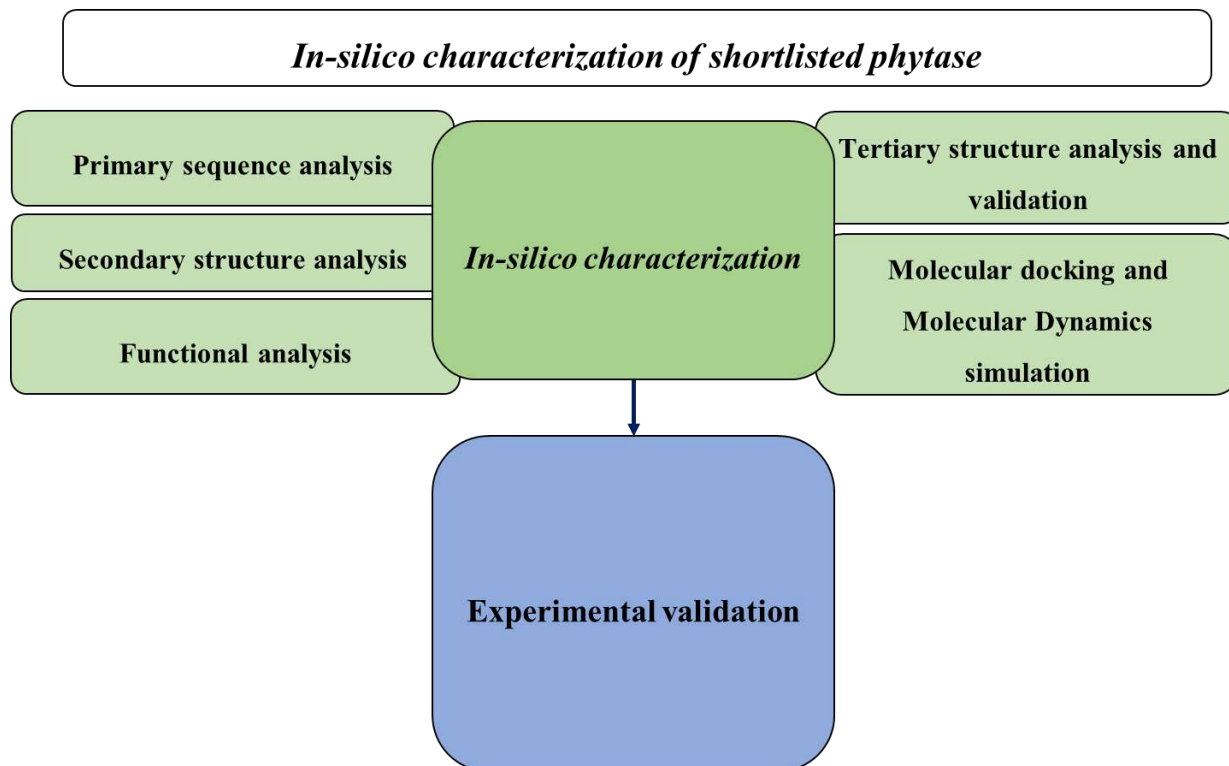 In-silico characterization of shortlisted phytase
Primary sequence analysis
Secondary structure analysis
Functional analysis
In-silico characterization
Tertiary structure analysis and
validation
Molecular docking and
Molecular Dynamics
simulation
Experimental validation